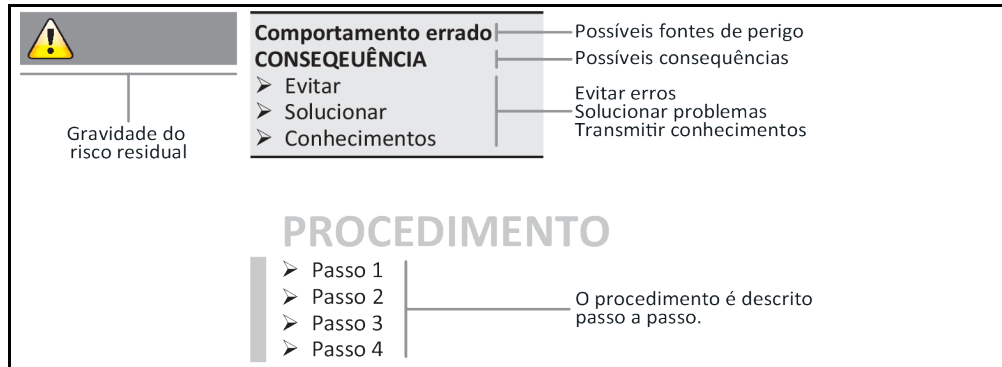 Comportamento errado
Possíveis fontes de perigo
CONSEQEUÊNCIA
Possíveis consequências
➢ Evitar
➢ Solucionar
➢ Conhecimentos
Evitar erros
Solucionar problemas
Transmitir conhecimentos
Gravidade do
risco residual
PROCEDIMENTO
➢ Passo 1
➢ Passo 2
➢ Passo 3
➢ Passo 4
O procedimento é descrito
passo a passo.